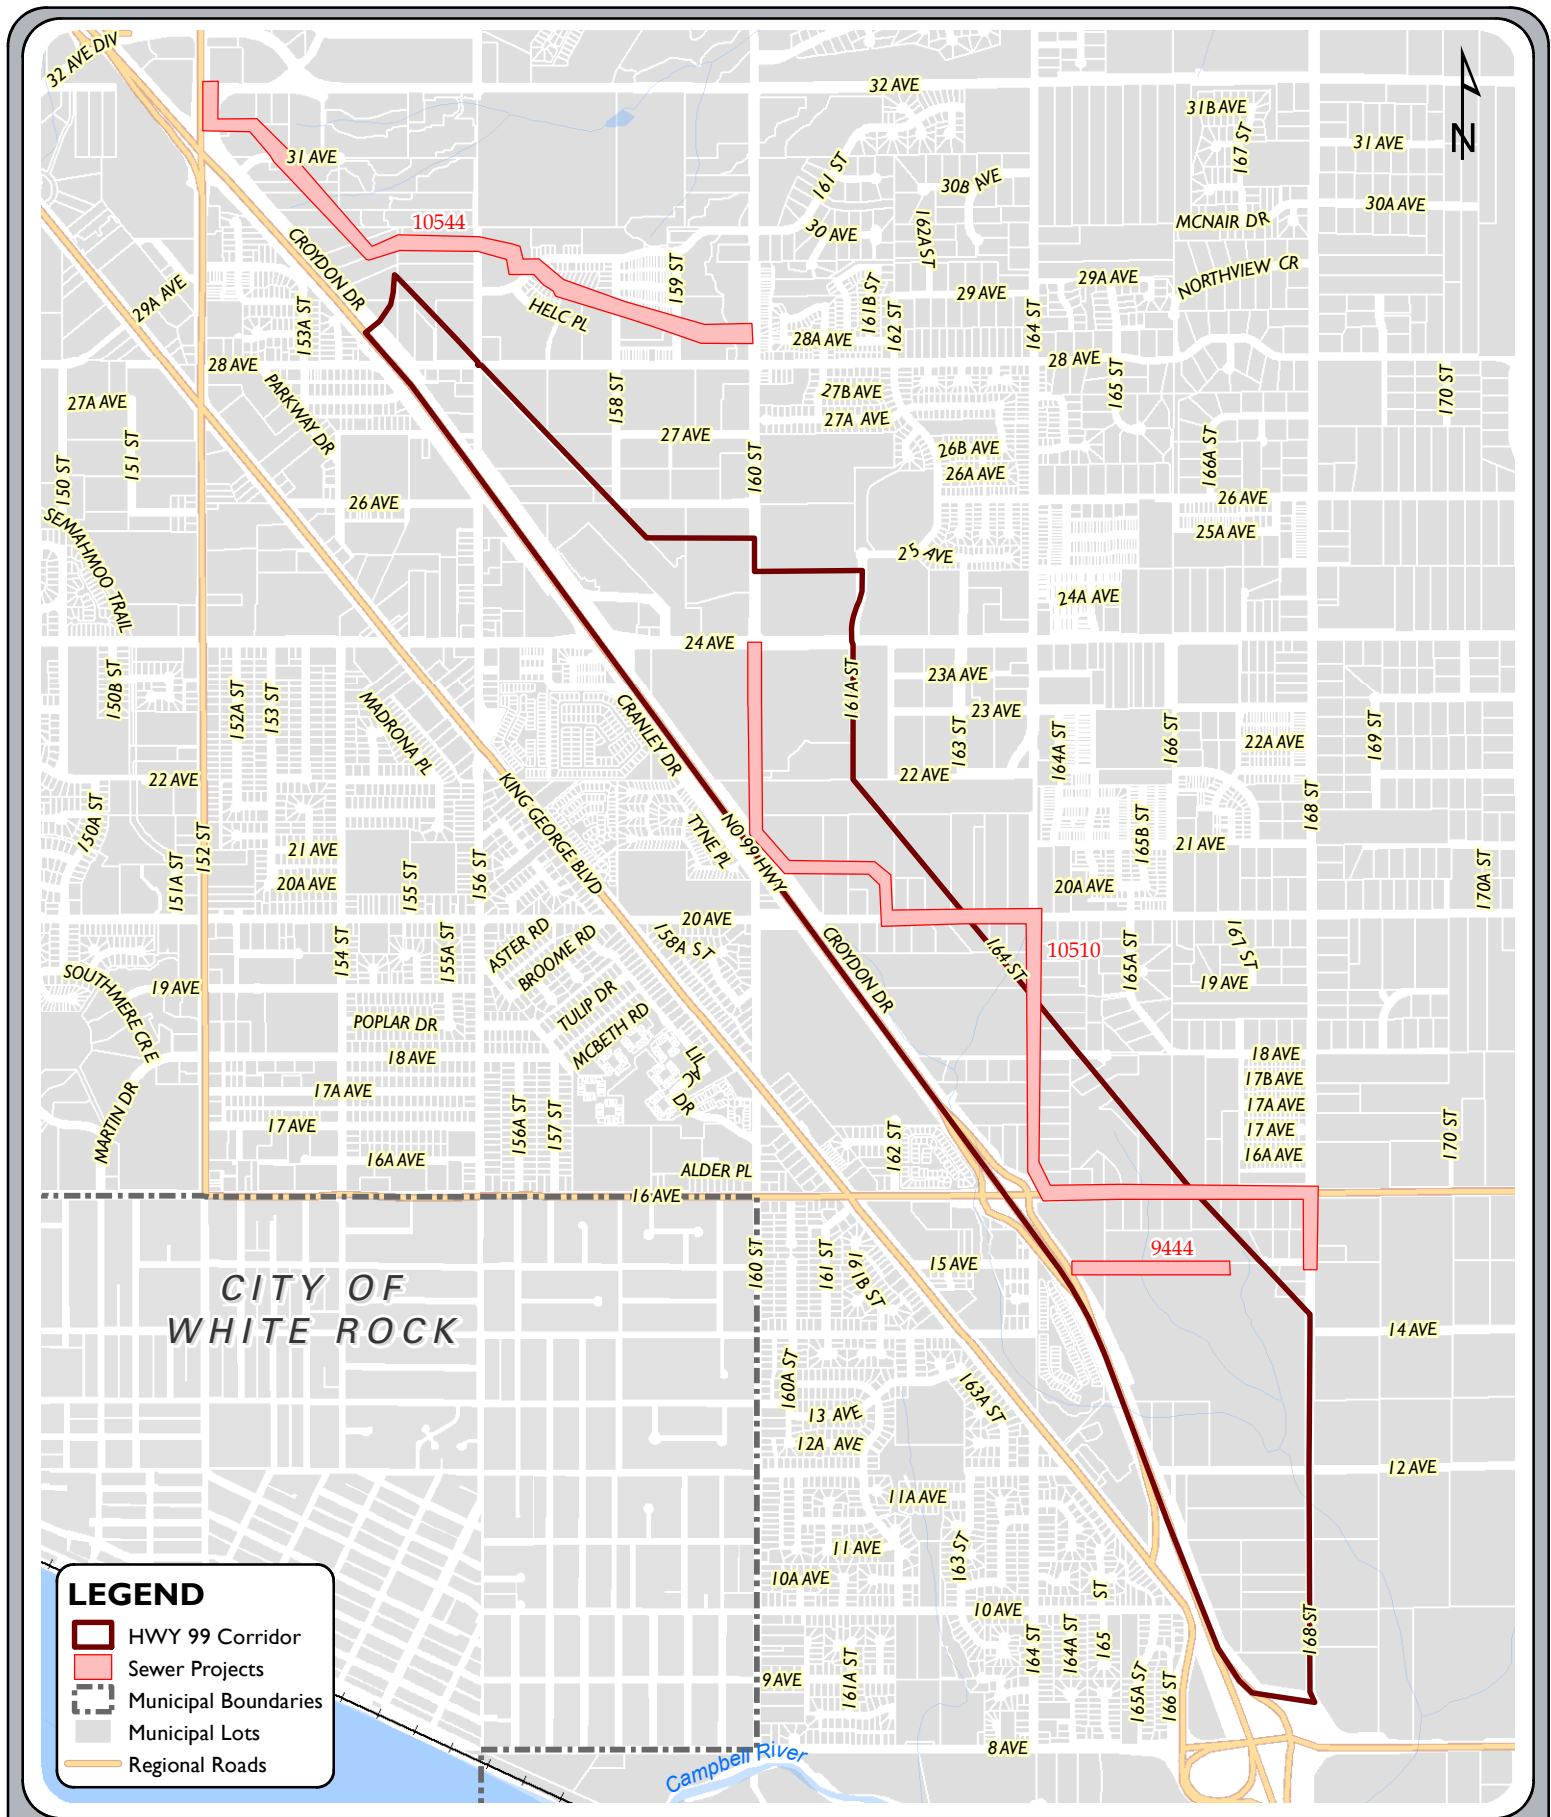 32 AVE DIV
32 AVE
31B AVE
167 ST
31 AVE
31 AVE
N
161 ST
30B AVE
30A AVE
10544
MCNAIR DR
162A ST
30 AVE
CROYDON DR
159 ST
29A AVE
NORTHVIEW CR
29A AVE
161B ST
29 AVE
153A ST
HELC PL
162 ST
164 ST
28A AVE
28 AVE
28 AVE
165 ST
170 ST
PARKWAY DR
158 ST
27B AVE
27A AVE
27A AVE
151 ST
27 AVE
166A ST
26B AVE
160 ST
150 ST
26A AVE
26 AVE
26 AVE
SEMIAHMOO TRAIL
25A AVE
25 AVE
24A AVE
24 AVE
150B ST
152A ST
153 ST
MADRONA PL
CRANLEY DR
161A ST
23A AVE
23 AVE
163 ST
164A ST
166 ST
22A AVE
169 ST
22 AVE
22 AVE
KING GEORGE BLVD
168 ST
150A ST
NO 99 HWY
TYNE PL
165B ST
21 AVE
152 ST
21 AVE
151A ST
20A AVE
155 ST
156 ST
20A AVE
170A ST
20 AVE
154 ST
155A ST
ASTER RD
BROOME RD
158A ST
CROYDON DR
164 ST
10510
165A ST
197 ST
SOUTHMERE CRE
19 AVE
19 AVE
TULIP DR
MCBETH RD
POPLAR DR
18 AVE
18 AVE
LILAC DR
17A AVE
17B AVE
MARTIN DR
17A AVE
17 AVE
156A ST
157 ST
162 ST
17 AVE
170 ST
16A AVE
16A AVE
ALDER PL
16 AVE
160 ST
161 ST
161B ST
15 AVE
9444
CITY OF
WHITE ROCK
14 AVE
160A ST
163A ST
13 AVE
12A AVE
12 AVE
11A AVE
11 AVE
163 ST
10A AVE
165 ST
10 AVE
164 ST
164A ST
168 ST
9 AVE
161A ST
165A ST
166 ST
8 AVE
Campbell River
LEGEND
HWY 99 Corridor
Sewer Projects
Municipal Boundaries
Municipal Lots
Regional Roads